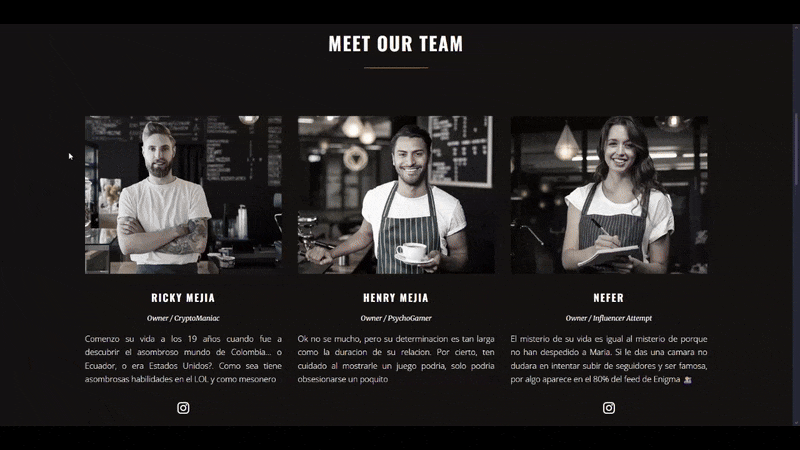 MEET OUR TEAM
RICKY MEJIA
Owner / CryptoManiac
Comenzo su vida a los 19 años cuando fue a
descubrir el asombroso mundo de Colombia... o
Ecuador, o era Estados Unidos?. Como sea tiene
asombrosas habilidades en el LOL y como mesonero
HENRY MEJIA
Owner / PsychoGamer
Ok no se mucho, pero su determinacion es tan larga
como la duracion de su relacion. Por cierto, ten
cuidado al mostrarle un juego podria, solo podria
obsesionarse un poquito
NEFER
Owner / Influencer Attempt
El misterio de su vida es igual al misterio de porque
no han despedido a Maria. Si le das una camara no
dudara en intentar subir de seguidores y ser famosa,
por algo aparece en el 80% del feed de Enigma